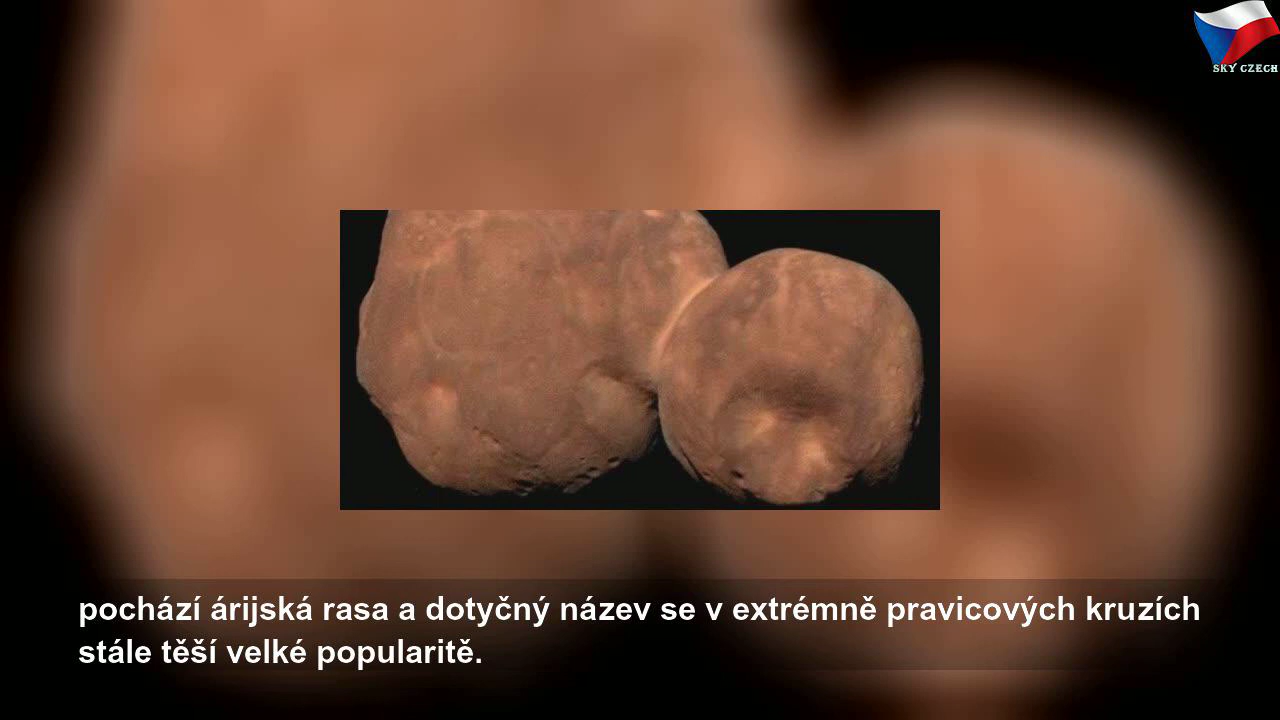 SKY CZECH
pochází árijská rasa a dotyčný název se v extrémně pravicových kruzích
stále těší velké popularitě.